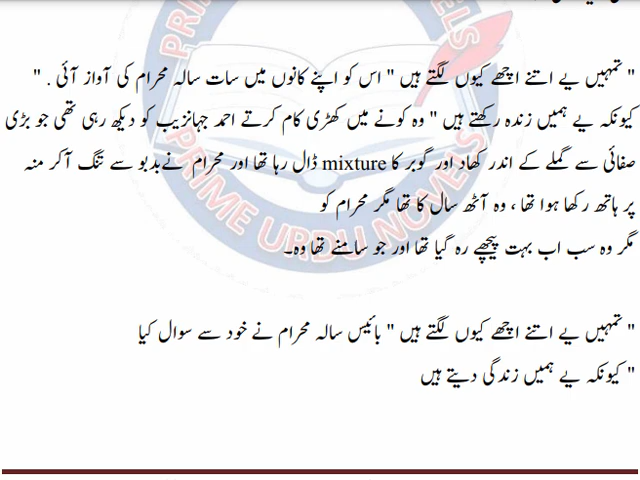 " تمہیں یے اتنے اچھے کیوں لگتے ہیں " اس کو اپنے کانوں میں سات سالہ محرام کی آواز آئی . "
کیونکہ یے ہمیں زندہ رکھتے ہیں " وہ کونے میں کھڑی کام کرتے احمد جہانزیب کو دیکھ رہی تھی جو بڑی
صفائی سے گملے کے اندر کھاد اور گوبر کا mixture ڈال رہا تھا اور محرام نےبدبو سے تنگ آکر منہ
پر ہاتھ رکھا ہوا تھا ، وہ آٹھ سال کا تھا مگر محرام کو
مگر وہ سب اب بہت پیچھے رہ گیا تھا اور جو سامنے تھا وہ۔
" تمہیں یے اتنے اچھے کیوں لگتے ہیں " بائیس سالہ محرام نے خود سے سوال کیا
" کیونکہ یے ہمیں زندگی دیتے ہیں
PRIME URDU NOVELS